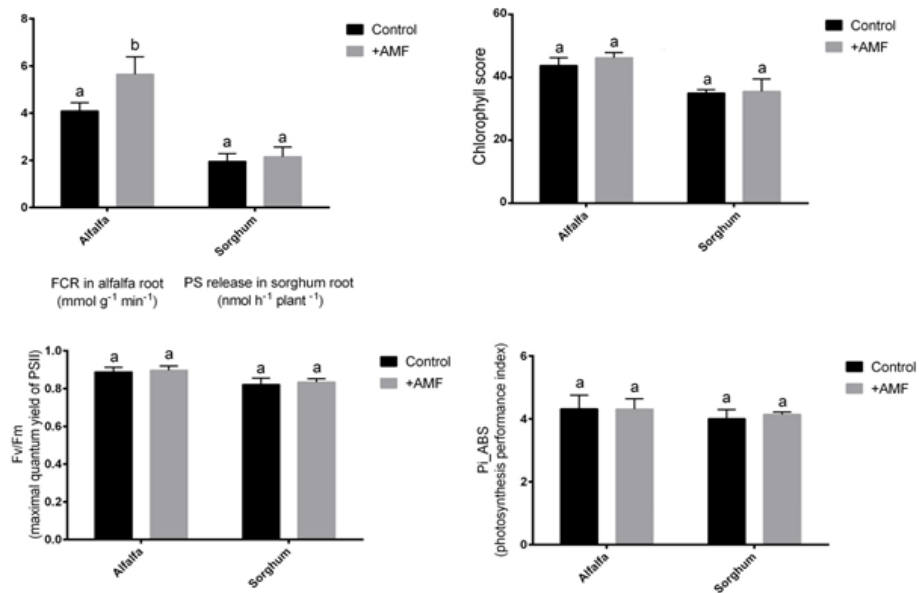 8
6
4
2
0
a
b
a
a
Control
+AMF
Alfalfa
Sorghum
FCR in alfalfa root
(mmol g⁻¹ min⁻¹)
PS release in sorghum root
(nmol h⁻¹ plant ⁻¹)
Chlorophyll score
60
40
20
0
a
a
a
a
Control
+AMF
Alfalfa
Sorghum
Fv/Fm
(maximal quantum yield of PSII)
1.0
0.8
0.6
0.4
0.2
0.0
a
a
a
a
Control
+AMF
Alfalfa
Sorghum
Pi_ABS
(photosynthesis performance index)
6
4
2
0
a
a
a
a
Control
+AMF
Alfalfa
Sorghum